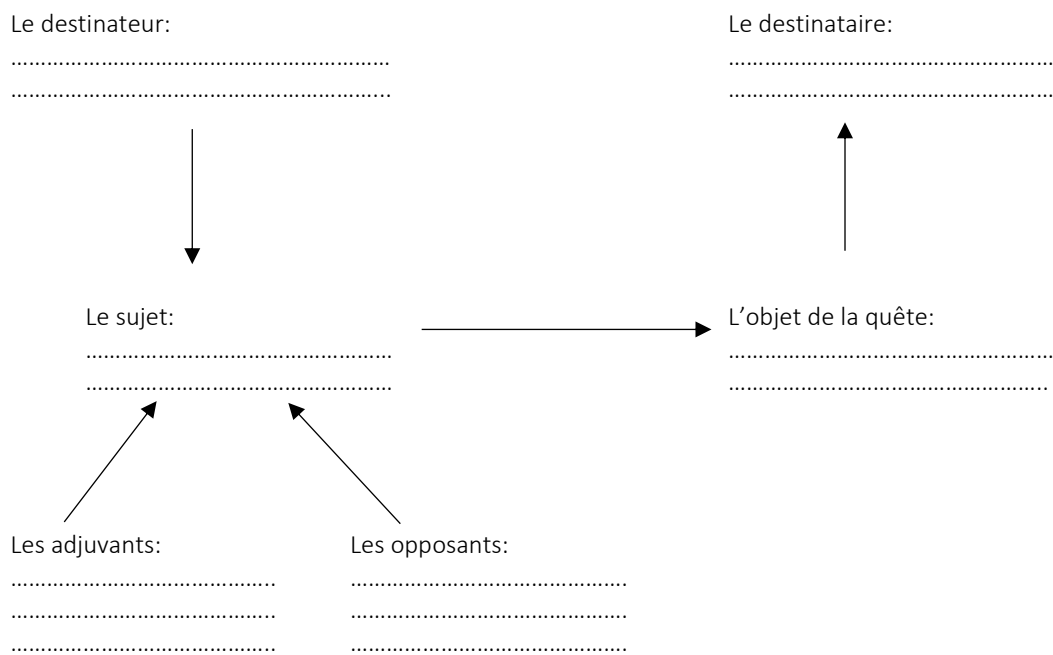 Le destinateur:
……………………………………………………….
……………………………………………………..
Le destinataire:
………………………………………………
………………………………………………
Le sujet:
……………………………………………
……………………………………………
L’objet de la quête:
………………………………………………
……………………………………………..
Les adjuvants:
……………………………………..
……………………………………..
……………………………………..
Les opposants:
……………………………………….
……………………………………….
……………………………………….